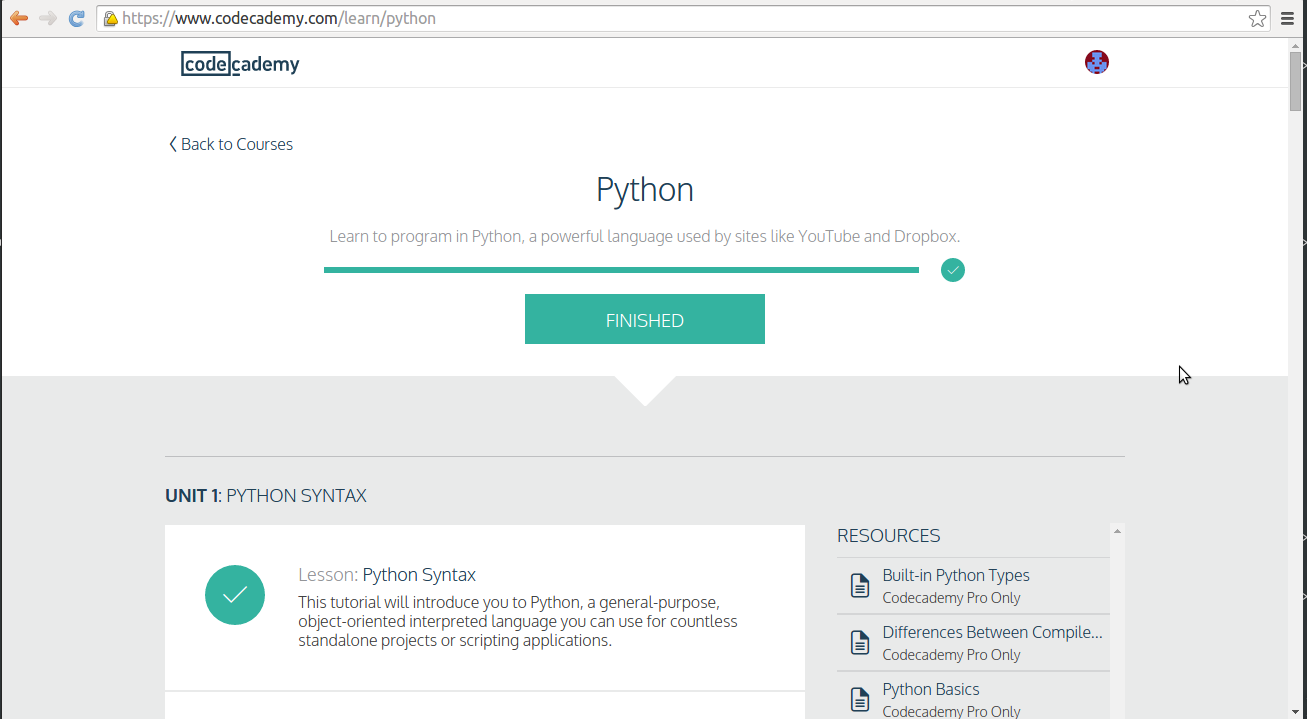 https://www.codecademy.com/learn/python
codecademy
Back to Courses
Python
Learn to program in Python, a powerful language used by sites like YouTube and Dropbox.
FINISHED
UNIT 1: PYTHON SYNTAX
Lesson: Python Syntax
This tutorial will introduce you to Python, a general-purpose,
object-oriented interpreted language you can use for countless
standalone projects or scripting applications.
RESOURCES
Built-in Python Types
Codecademy Pro Only
Differences Between Compile...
Codecademy Pro Only
Python Basics
Codecademy Pro Only